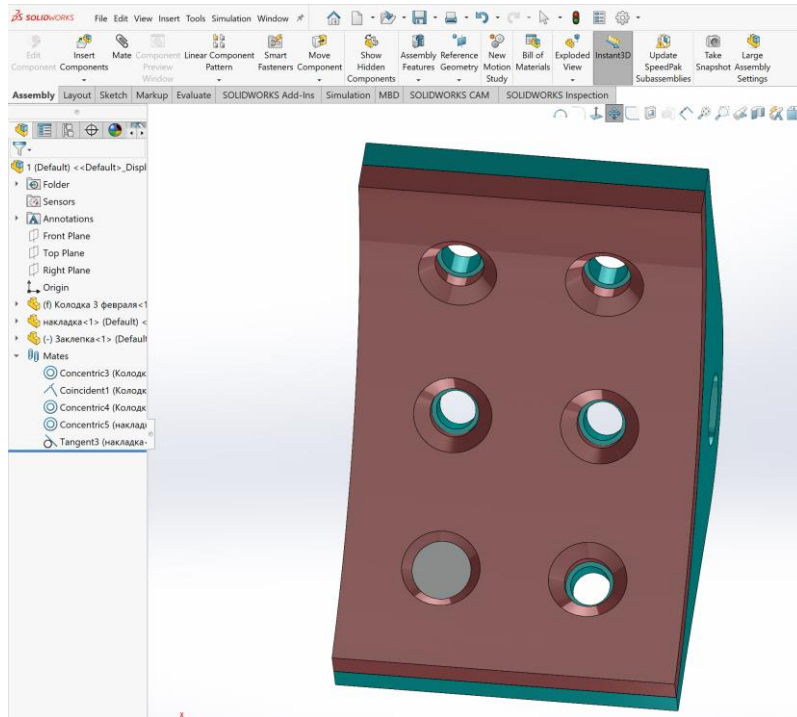 SOLIDWORKS File Edit View Insert Tools Simulation Window
Edit Component
Insert Components
Mate
Component Preview Window
Linear Component Pattern
Smart Fasteners
Move Component
Show Hidden Components
Assembly Features
Reference Geometry
New Motion Study
Bill of Materials
Exploded View
Instant3D
Update SpeedPak Subassemblies
Take Snapshot
Large Assembly Settings
Assembly Layout Sketch Markup Evaluate SOLIDWORKS Add-Ins Simulation MBD SOLIDWORKS CAM SOLIDWORKS Inspection
1 (Default) <<Default>_Displ
Folder
Sensors
Annotations
Front Plane
Top Plane
Right Plane
Origin
(f) Колодка 3 февраля<1
накладка<1> (Default) <
(-) Заклепка<1> (Default
Mates
Concentric3 (Колодк
Coincident1 (Колодк
Concentric4 (Колодк
Concentric5 (наклад
Tangent3 (накладка-
x